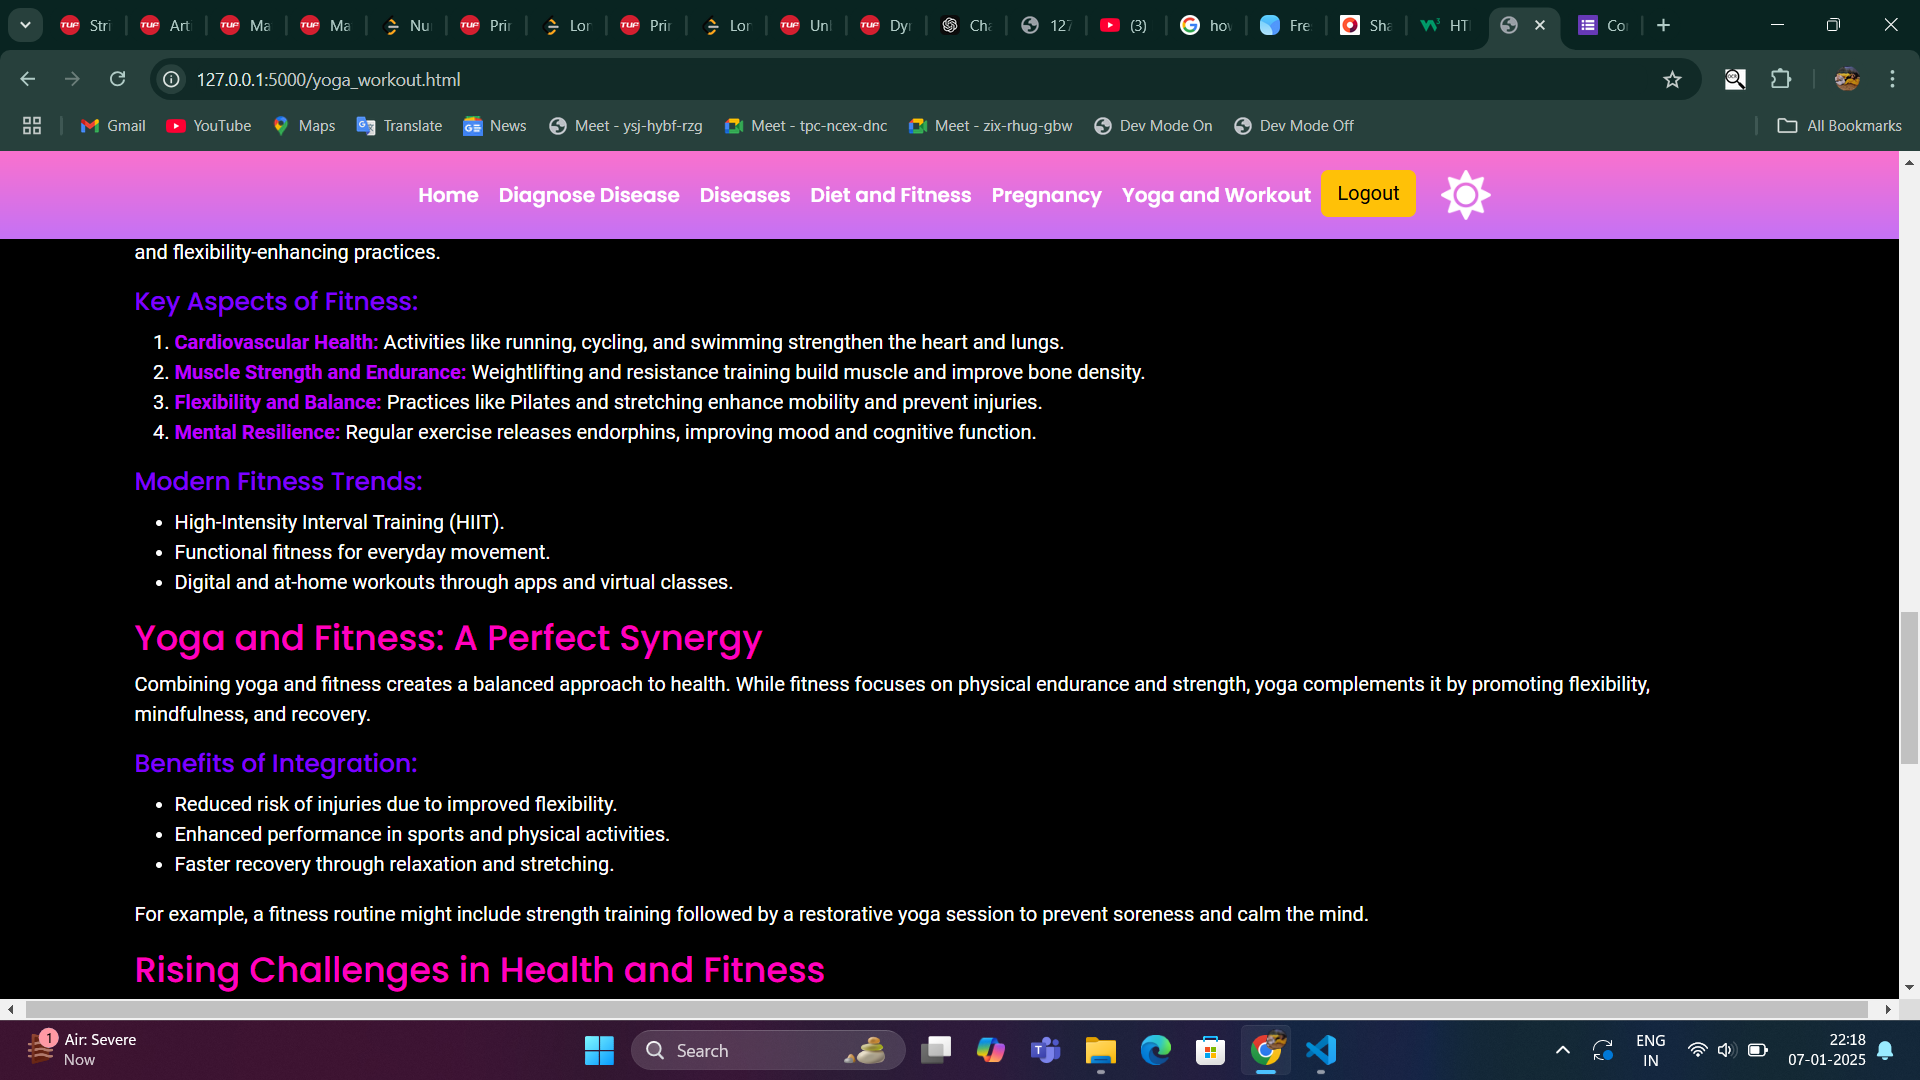 Stri
Art
Ma
Ma
Nu
Prir
Lor
Prir
Lor
Unl
Dyr
Cha
127
(3)
hov
Fre
Sha
HTI
Cor
127.0.0.1:5000/yoga_workout.html
Gmail YouTube Maps Translate News Meet - ysj-hybf-rzg Meet - tpc-ncex-dnc Meet - zix-rhug-gbw Dev Mode On Dev Mode Off All Bookmarks
Home Diagnose Disease Diseases Diet and Fitness Pregnancy Yoga and Workout Logout
and flexibility-enhancing practices.
Key Aspects of Fitness:
1. Cardiovascular Health: Activities like running, cycling, and swimming strengthen the heart and lungs.
2. Muscle Strength and Endurance: Weightlifting and resistance training build muscle and improve bone density.
3. Flexibility and Balance: Practices like Pilates and stretching enhance mobility and prevent injuries.
4. Mental Resilience: Regular exercise releases endorphins, improving mood and cognitive function.
Modern Fitness Trends:
• High-Intensity Interval Training (HIIT).
• Functional fitness for everyday movement.
• Digital and at-home workouts through apps and virtual classes.
Yoga and Fitness: A Perfect Synergy
Combining yoga and fitness creates a balanced approach to health. While fitness focuses on physical endurance and strength, yoga complements it by promoting flexibility,
mindfulness, and recovery.
Benefits of Integration:
• Reduced risk of injuries due to improved flexibility.
• Enhanced performance in sports and physical activities.
• Faster recovery through relaxation and stretching.
For example, a fitness routine might include strength training followed by a restorative yoga session to prevent soreness and calm the mind.
Rising Challenges in Health and Fitness
1
Air: Severe
Now
Search
ENG
IN
22:18
07-01-2025